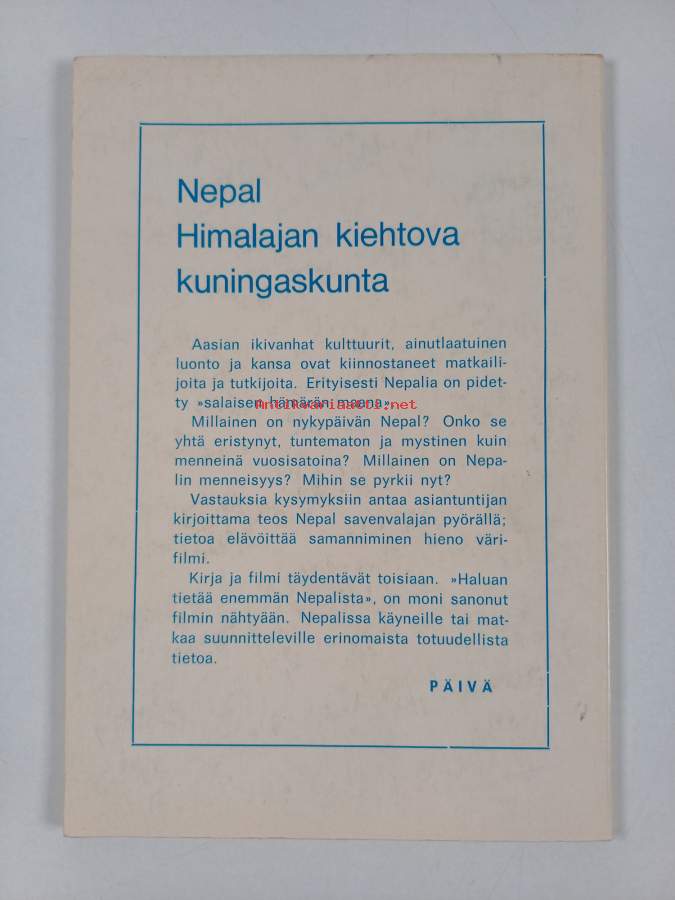 Nepal
Himalajan kiehtova
kuningaskunta
Aasian ikivanhat kulttuurit, ainutlaatuinen
luonto ja kansa ovat kiinnostaneet matkaili-
joita ja tutkijoita. Erityisesti Nepalia on pidet-
ty »salaisen hämärän maana».
Antikvariaatti.net
Millainen on nykypäivän Nepal? Onko se
yhtä eristynyt, tuntematon ja mystinen kuin
menneinä vuosisatoina? Millainen on Nepa-
lin menneisyys? Mihin se pyrkii nyt?
Vastauksia kysymyksiin antaa asiantuntijan
kirjoittama teos Nepal savenvalajan pyörällä;
tietoa elävöittää samanniminen hieno väri-
filmi.
Kirja ja filmi täydentävät toisiaan. »Haluan
tietää enemmän Nepalista», on moni sanonut
filmin nähtyään. Nepalissa käyneille tai mat-
kaa suunnitteleville erinomaista totuudellista
tietoa.
PÄIVÄ